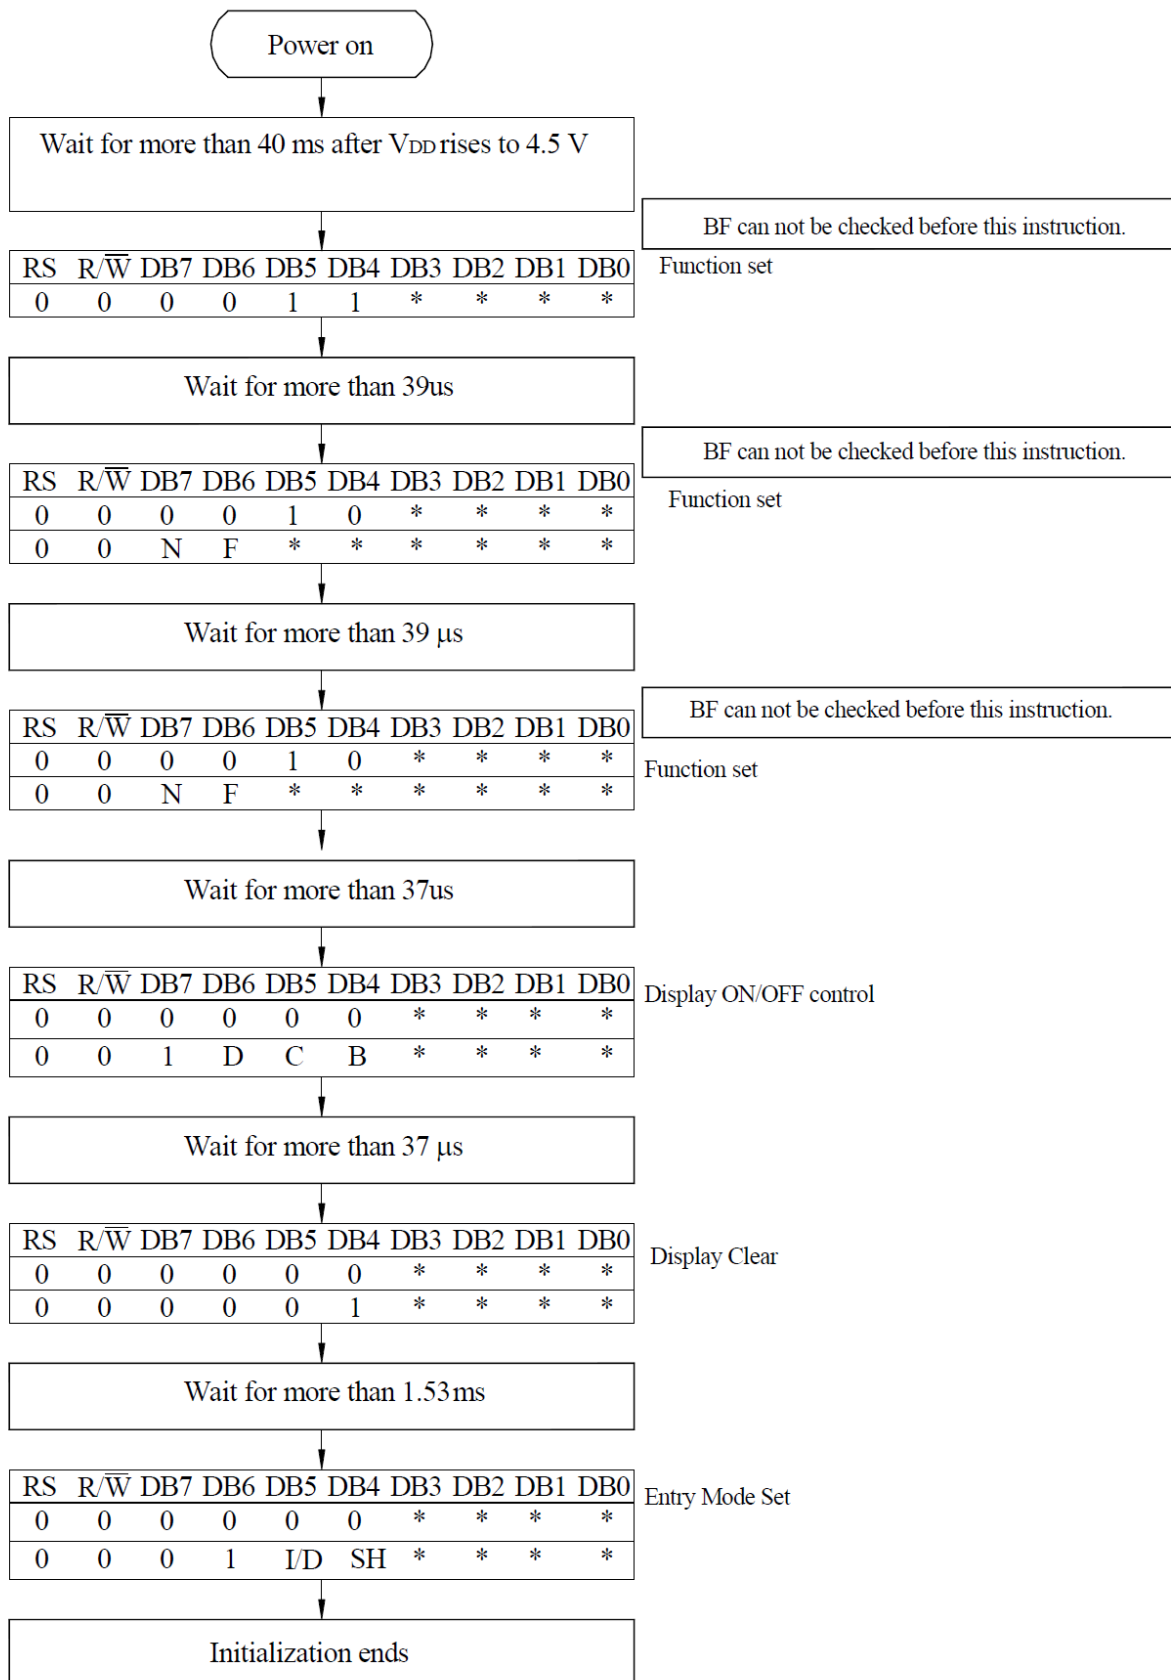 Power on
Wait for more than 40 ms after VDD rises to 4.5 V
BF can not be checked before this instruction.
RS R/W̅ DB7 DB6 DB5 DB4 DB3 DB2 DB1 DB0
Function set
0 0 0 0 1 1 * * * *
Wait for more than 39us
BF can not be checked before this instruction.
RS R/W̅ DB7 DB6 DB5 DB4 DB3 DB2 DB1 DB0
Function set
0 0 0 0 1 0 * * * *
0 0 N F * * * * * *
Wait for more than 39 μs
BF can not be checked before this instruction.
RS R/W̅ DB7 DB6 DB5 DB4 DB3 DB2 DB1 DB0
0 0 0 0 1 0 * * * *
Function set
0 0 N F * * * * * *
Wait for more than 37us
RS R/W̅ DB7 DB6 DB5 DB4 DB3 DB2 DB1 DB0
Display ON/OFF control
0 0 0 0 0 0 * * * *
0 0 1 D C B * * * *
Wait for more than 37 μs
RS R/W̅ DB7 DB6 DB5 DB4 DB3 DB2 DB1 DB0
Display Clear
0 0 0 0 0 0 * * * *
0 0 0 0 0 1 * * * *
Wait for more than 1.53ms
RS R/W̅ DB7 DB6 DB5 DB4 DB3 DB2 DB1 DB0
Entry Mode Set
0 0 0 0 0 0 * * * *
0 0 0 1 I/D SH * * * *
Initialization ends